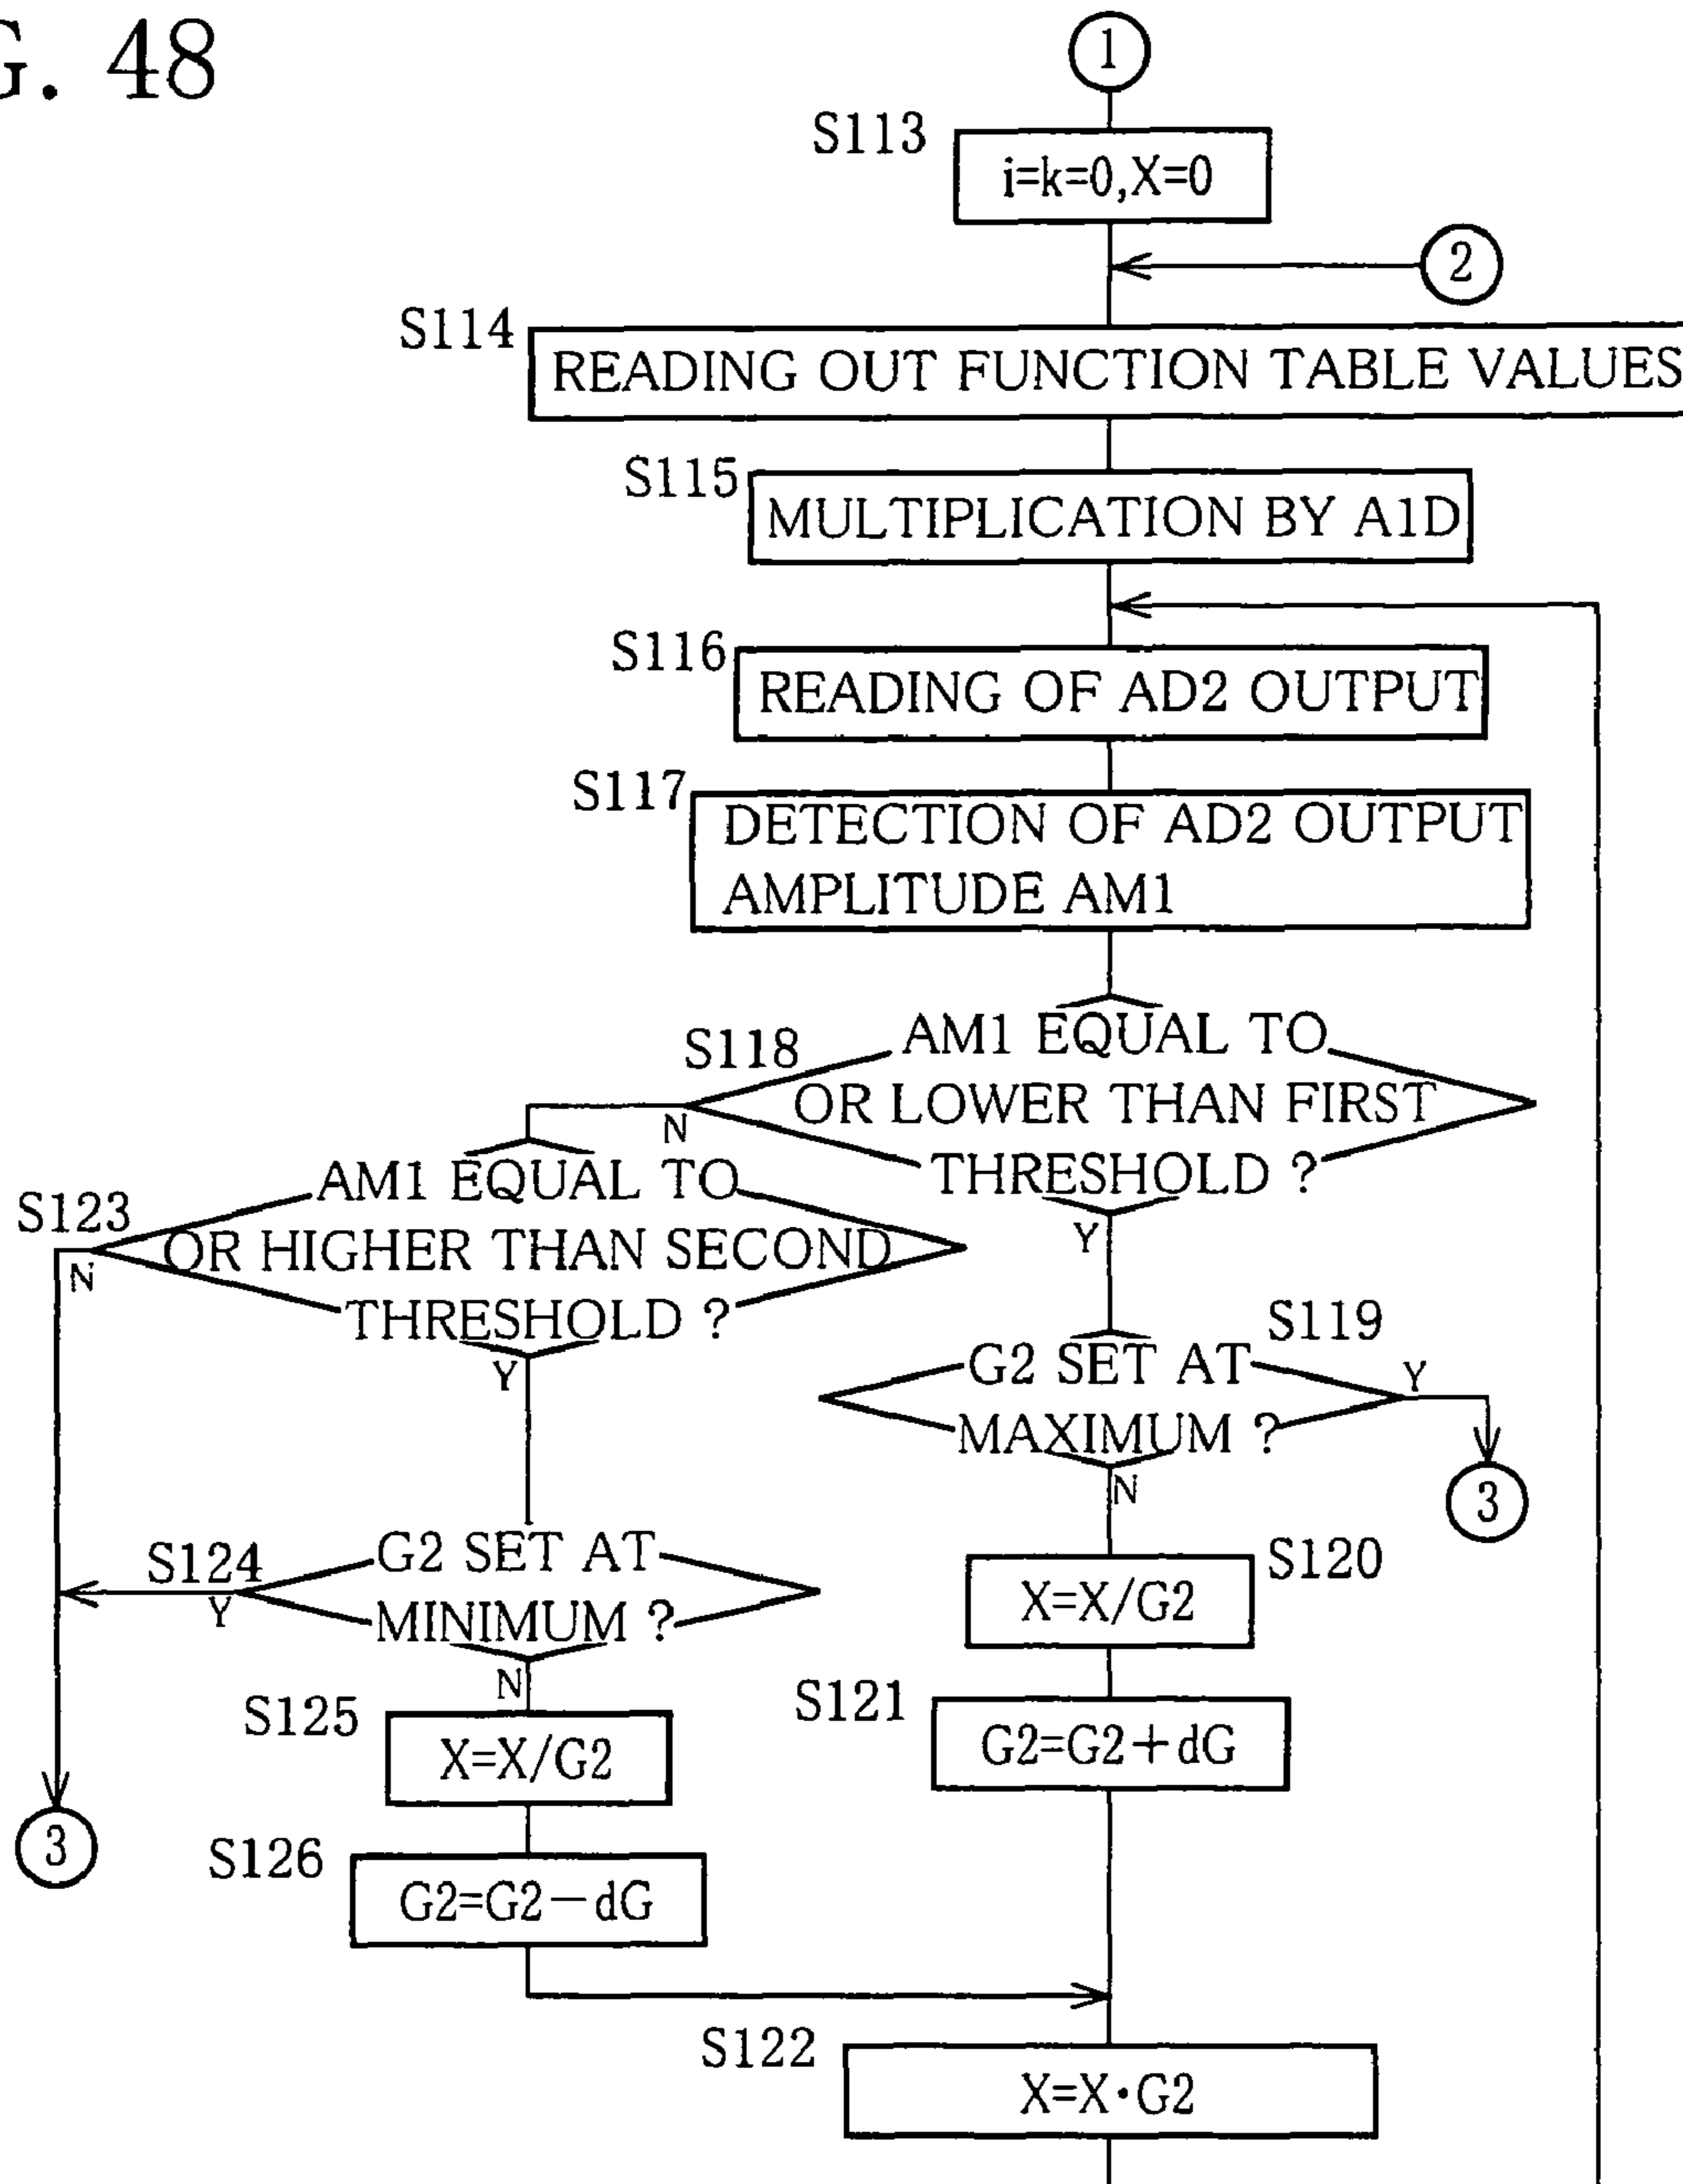 G. 48
1
S113
i=k=0,X=0
2
S114
READING OUT FUNCTION TABLE VALUES
S115
MULTIPLICATION BY A1D
S116
READING OF AD2 OUTPUT
S117
DETECTION OF AD2 OUTPUT
AMPLITUDE AM1
S118
AM1 EQUAL TO
OR LOWER THAN FIRST
THRESHOLD ?
N
Y
S123
AM1 EQUAL TO
OR HIGHER THAN SECOND
THRESHOLD ?
N
Y
S119
G2 SET AT
MAXIMUM ?
Y
N
3
S124
G2 SET AT
MINIMUM ?
Y
N
S120
X=X/G2
S125
X=X/G2
S121
G2=G2+dG
3
S126
G2=G2-dG
S122
X=X·G2